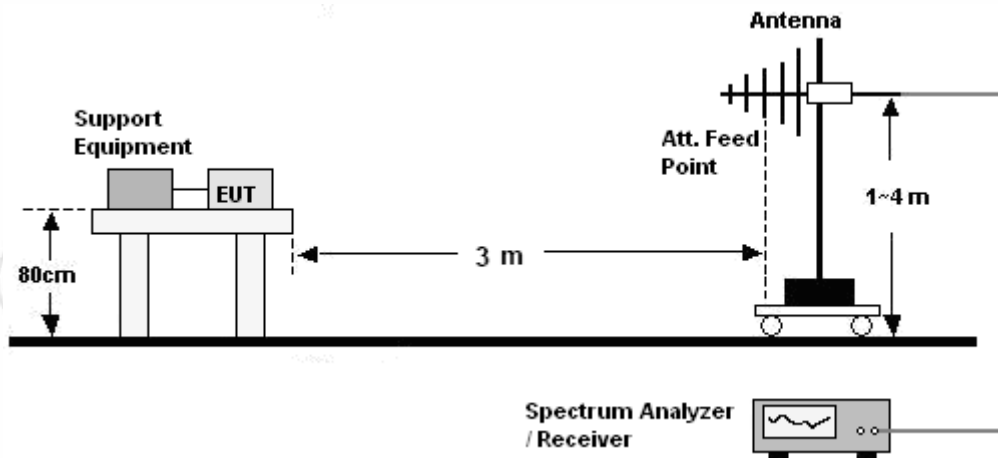 Antenna
Support
Equipment
EUT
Att. Feed
Point
1~4 m
3 m
80cm
Spectrum Analyzer
/ Receiver